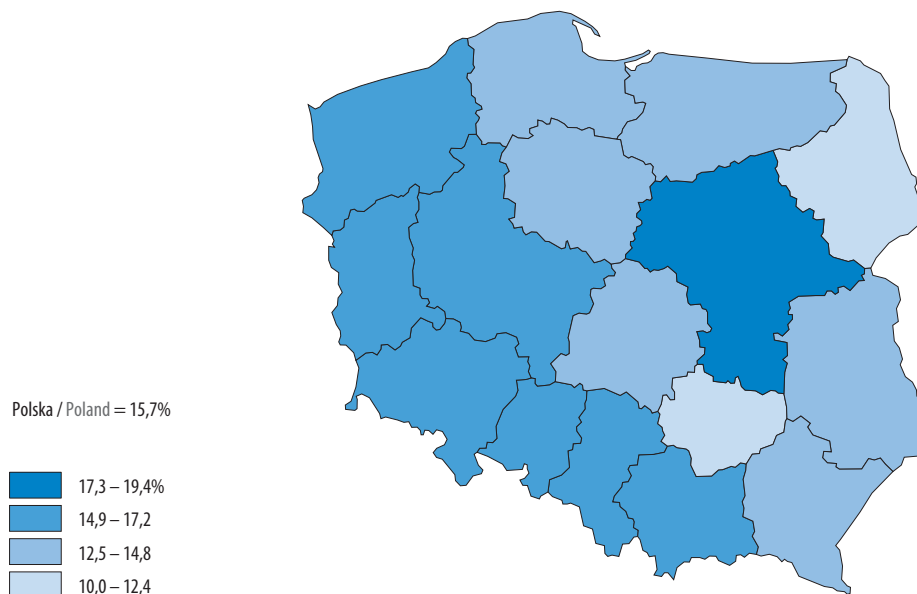 Polska / Poland = 15,7%
17,3 – 19,4%
14,9 – 17,2
12,5 – 14,8
10,0 – 12,4